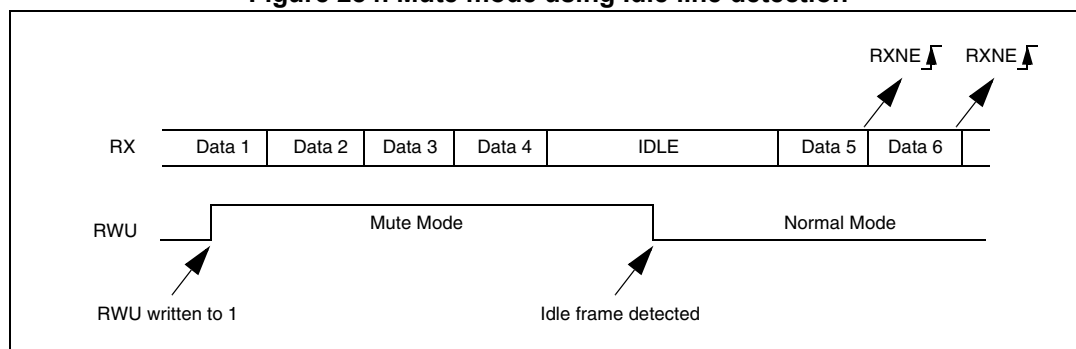 RXNE RXNE
RX Data 1 Data 2 Data 3 Data 4 IDLE Data 5 Data 6
RWU Mute Mode Normal Mode
RWU written to 1 Idle frame detected